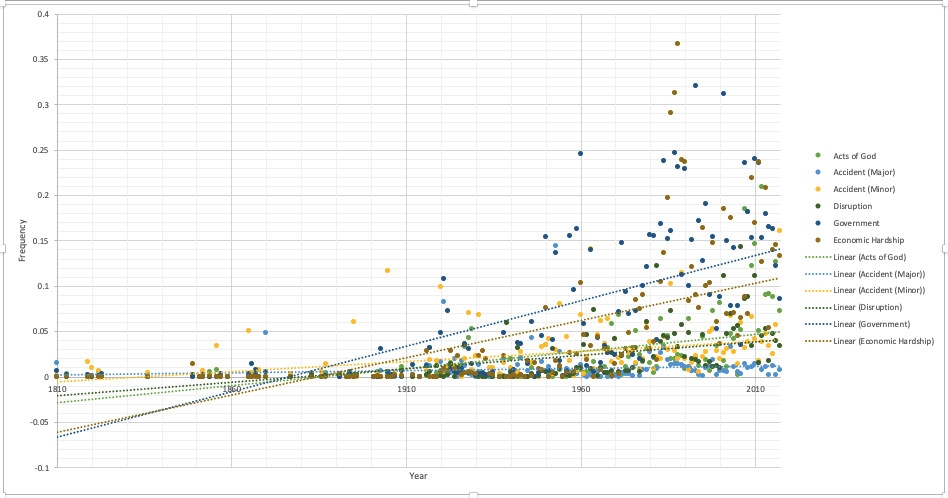 0.4
0.35
0.3
0.25
0.2
0.15
0.1
0.05
0
-0.05
-0.1
1810
1860
1910
1960
2010
Frequency
Year
Acts of God
Accident (Major)
Accident (Minor)
Disruption
Government
Economic Hardship
Linear (Acts of God)
Linear (Accident (Major))
Linear (Accident (Minor))
Linear (Disruption)
Linear (Government)
Linear (Economic Hardship)